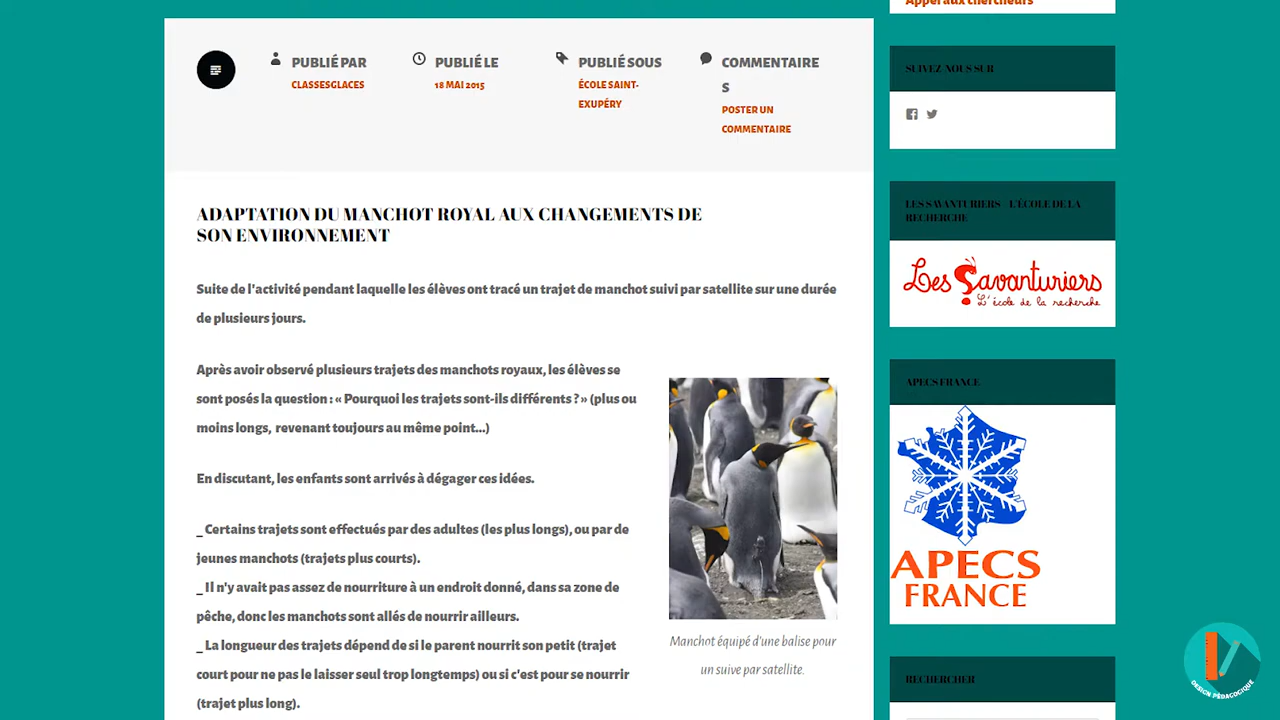 Appel aux chercheurs
PUBLIÉ PAR
CLASSESGLACES
PUBLIÉ LE
18 MAI 2015
PUBLIÉ SOUS
ÉCOLE SAINT-
EXUPÉRY
COMMENTAIRE
S
POSTER UN
COMMENTAIRE
ADAPTATION DU MANCHOT ROYAL AUX CHANGEMENTS DE
SON ENVIRONNEMENT
Suite de l'activité pendant laquelle les élèves ont tracé un trajet de manchot suivi par satellite sur une durée
de plusieurs jours.
Après avoir observé plusieurs trajets des manchots royaux, les élèves se
sont posés la question : « Pourquoi les trajets sont-ils différents ? » (plus ou
moins longs, revenant toujours au même point...)
En discutant, les enfants sont arrivés à dégager ces idées.
_ Certains trajets sont effectués par des adultes (les plus longs), ou par de
jeunes manchots (trajets plus courts).
_ Il n'y avait pas assez de nourriture à un endroit donné, dans sa zone de
pêche, donc les manchots sont allés de nourrir ailleurs.
_ La longueur des trajets dépend de si le parent nourrit son petit (trajet
court pour ne pas le laisser seul trop longtemps) ou si c'est pour se nourrir
(trajet plus long).
Manchot équipé d'une balise pour
un suive par satellite.
SUIVEZ-NOUS SUR
LES SAVANTURIERS – L'ÉCOLE DE LA
RECHERCHE
Les Savanturiers
L'école de la recherche
APECS FRANCE
APECS
FRANCE
RECHERCHER
DESIGN PÉDAGOGIQUE